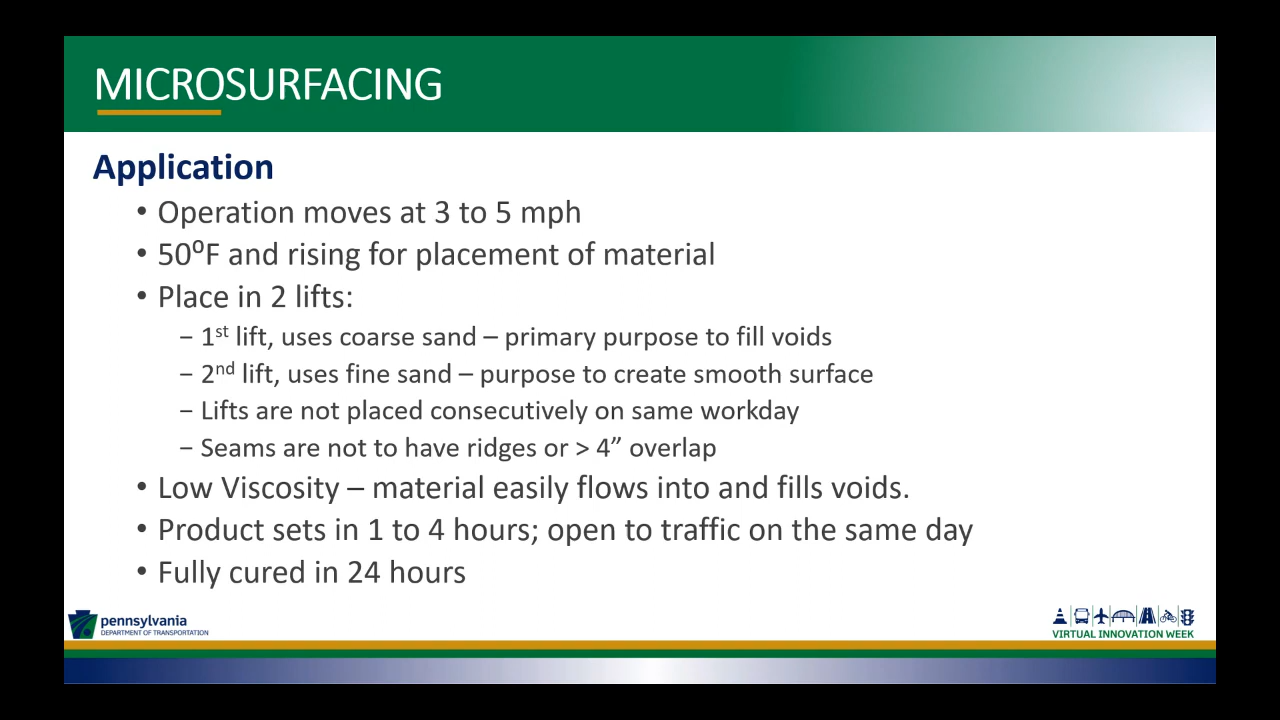 MICROSURFACING
Application
• Operation moves at 3 to 5 mph
• 50⁰F and rising for placement of material
• Place in 2 lifts:
− 1st lift, uses coarse sand – primary purpose to fill voids
− 2nd lift, uses fine sand – purpose to create smooth surface
− Lifts are not placed consecutively on same workday
− Seams are not to have ridges or > 4” overlap
• Low Viscosity – material easily flows into and fills voids.
• Product sets in 1 to 4 hours; open to traffic on the same day
• Fully cured in 24 hours
pennsylvania
DEPARTMENT OF TRANSPORTATION
VIRTUAL INNOVATION WEEK